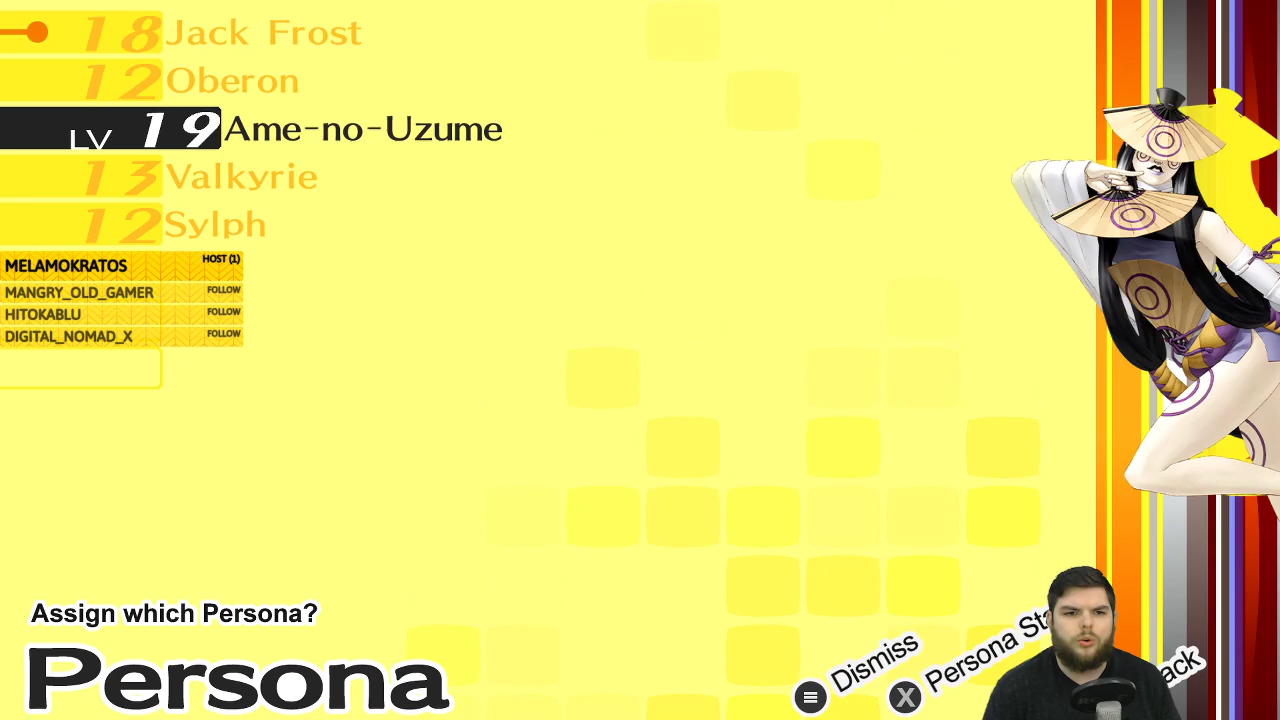 18 Jack Frost
12 Oberon
LV 19 Ame-no-Uzume
13 Valkyrie
12 Sylph
MELAMOKRATOS HOST (1)
MANGRY_OLD_GAMER FOLLOW
HITOKABLU FOLLOW
DIGITAL_NOMAD_X FOLLOW
Assign which Persona?
Persona
Dismiss
X Persona Sta
ack